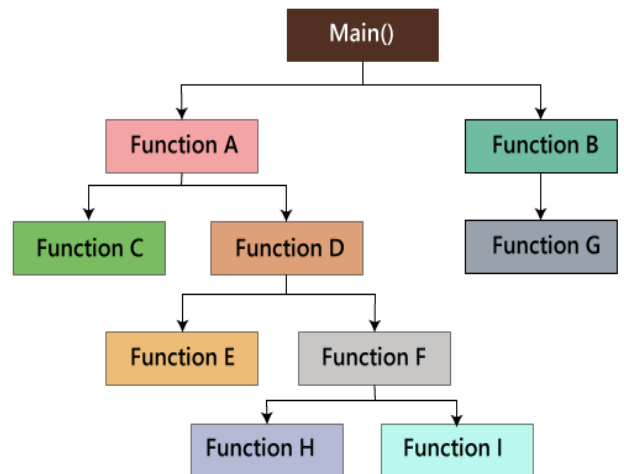 Main()
Function A
Function B
Function C
Function D
Function G
Function E
Function F
Function H
Function I